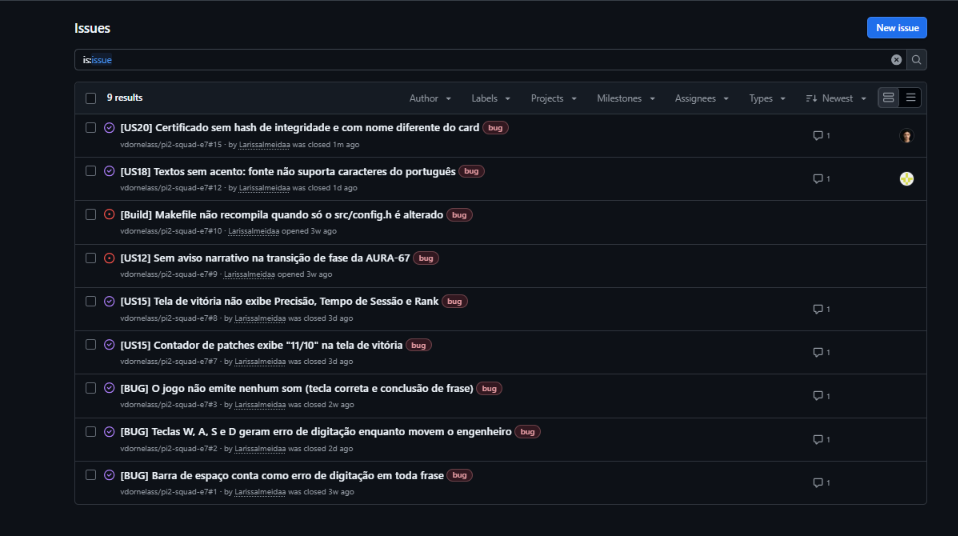 Issues
New issue
is:issue
9 results
Author Labels Projects Milestones Assignees Types Newest
[US20] Certificado sem hash de integridade e com nome diferente do card bug
1
vdornelass/pi2-squad-e7#15 · by Larissalmeidaa was closed 1m ago
[US18] Textos sem acento: fonte não suporta caracteres do português bug
1
vdornelass/pi2-squad-e7#12 · by Larissalmeidaa was closed 1d ago
[Build] Makefile não recompila quando só o src/config.h é alterado bug
vdornelass/pi2-squad-e7#10 · Larissalmeidaa opened 3w ago
[US12] Sem aviso narrativo na transição de fase da AURA-67 bug
vdornelass/pi2-squad-e7#9 · Larissalmeidaa opened 3w ago
[US15] Tela de vitória não exibe Precisão, Tempo de Sessão e Rank bug
1
vdornelass/pi2-squad-e7#8 · by Larissalmeidaa was closed 3d ago
[US15] Contador de patches exibe "11/10" na tela de vitória bug
1
vdornelass/pi2-squad-e7#7 · by Larissalmeidaa was closed 3d ago
[BUG] O jogo não emite nenhum som (tecla correta e conclusão de frase) bug
1
vdornelass/pi2-squad-e7#3 · by Larissalmeidaa was closed 2w ago
[BUG] Teclas W, A, S e D geram erro de digitação enquanto movem o engenheiro bug
1
vdornelass/pi2-squad-e7#2 · by Larissalmeidaa was closed 2d ago
[BUG] Barra de espaço conta como erro de digitação em toda frase bug
1
vdornelass/pi2-squad-e7#1 · by Larissalmeidaa was closed 3w ago